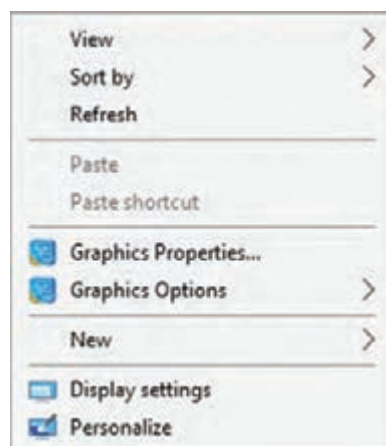 View
Sort by
Refresh
Paste
Paste shortcut
Graphics Properties...
Graphics Options
New
Display settings
Personalize